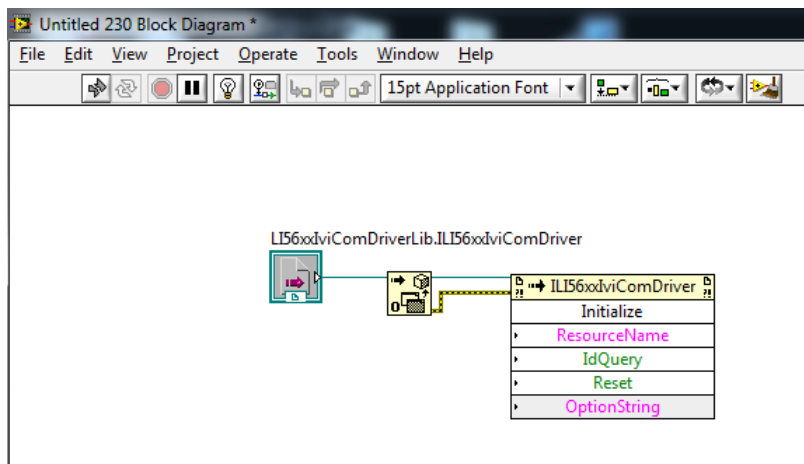 Untitled 230 Block Diagram *
File Edit View Project Operate Tools Window Help
15pt Application Font
LI56xxIviComDriverLib.ILI56xxIviComDriver
ILI56xxIviComDriver
Initialize
ResourceName
IdQuery
Reset
OptionString